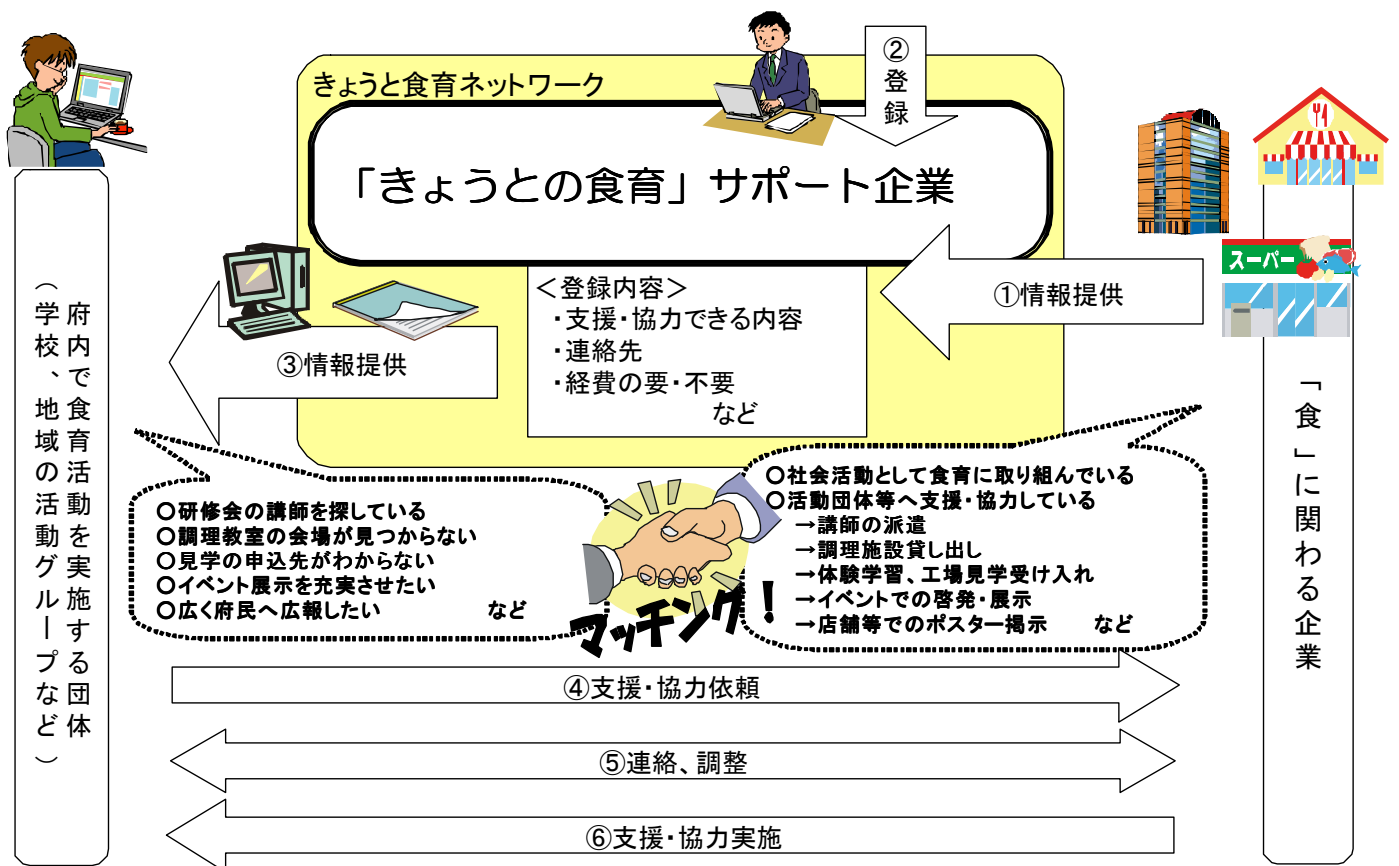 きょうと食育ネットワーク
②登録
「きょうとの食育」サポート企業
スーパー
①情報提供
<登録内容>
・支援・協力できる内容
・連絡先
・経費の要・不要
など
③情報提供
府内で食育活動を実施する団体
（学校、地域の活動グループなど）
「食」に関わる企業
○研修会の講師を探している
○調理教室の会場が見つからない
○見学の申込先がわからない
○イベント展示を充実させたい
○広く府民へ広報したい　　　など
マッチング！
○社会活動として食育に取り組んでいる
○活動団体等へ支援・協力している
→講師の派遣
→調理施設貸し出し
→体験学習、工場見学受け入れ
→イベントでの啓発・展示
→店舗等でのポスター掲示　　など
④支援・協力依頼
⑤連絡、調整
⑥支援・協力実施